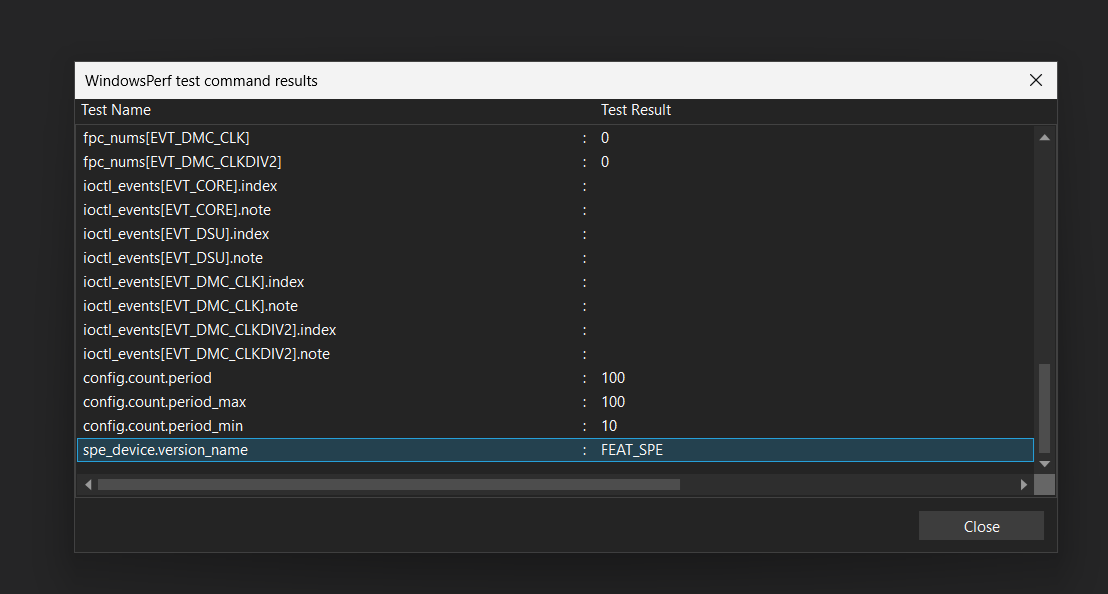 WindowsPerf test command results
Test Name Test Result
fpc_nums[EVT_DMC_CLK] : 0
fpc_nums[EVT_DMC_CLKDIV2] : 0
ioctl_events[EVT_CORE].index :
ioctl_events[EVT_CORE].note :
ioctl_events[EVT_DSU].index :
ioctl_events[EVT_DSU].note :
ioctl_events[EVT_DMC_CLK].index :
ioctl_events[EVT_DMC_CLK].note :
ioctl_events[EVT_DMC_CLKDIV2].index :
ioctl_events[EVT_DMC_CLKDIV2].note :
config.count.period : 100
config.count.period_max : 100
config.count.period_min : 10
spe_device.version_name : FEAT_SPE
Close